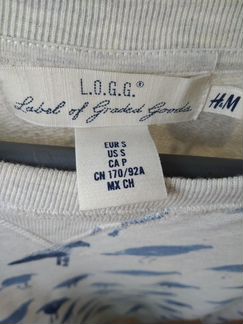 L.O.G.G.®
Label of Graded Goods
H&M
EUR S
US S
CA P
CN 170/92A
MX CH